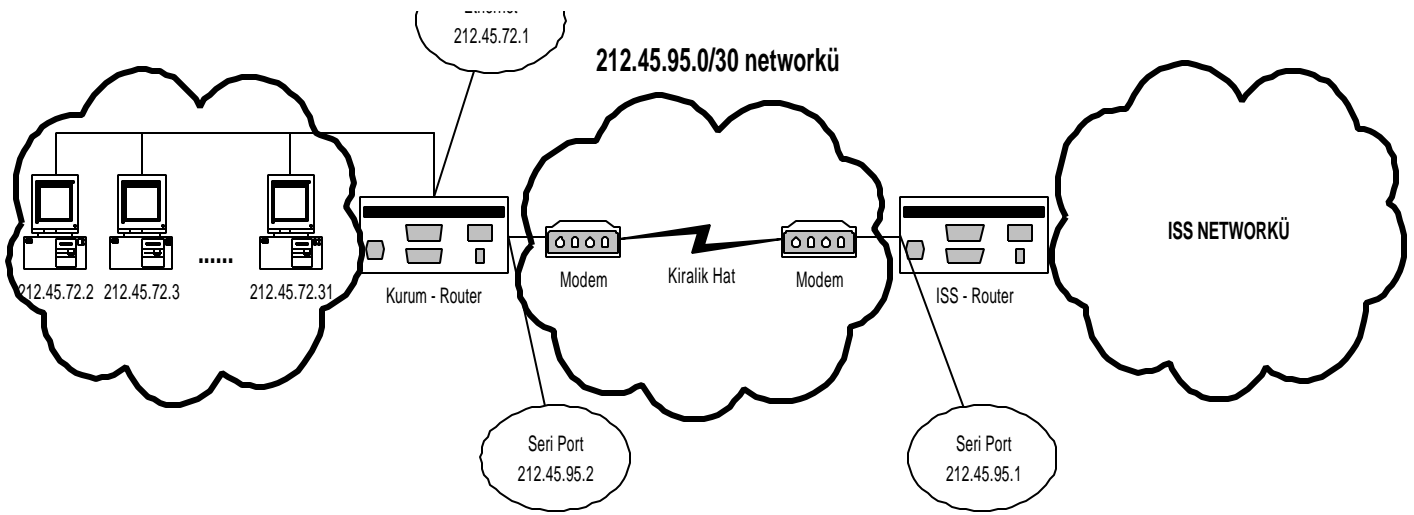 212.45.72.1
212.45.95.0/30 networkü
212.45.72.2
212.45.72.3
......
212.45.72.31
Kurum - Router
Modem
Kiralik Hat
Modem
ISS - Router
ISS NETWORKÜ
Seri Port
212.45.95.2
Seri Port
212.45.95.1